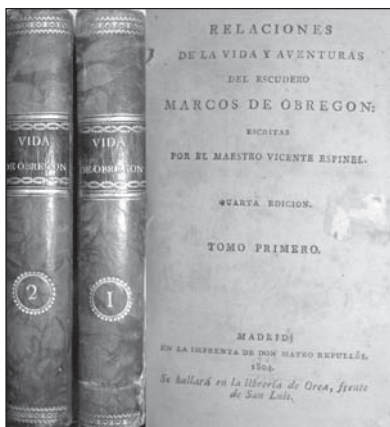 VIDA
DE OBREGON
2
VIDA
DE OBREGON
1
RELACIONES
DE LA VIDA Y AVENTURAS
DEL ESCUDERO
MARCOS DE OBREGON:
ESCRITAS
POR EL MAESTRO VICENTE ESPINEL.
QUARTA EDICION.
TOMO PRIMERO.
MADRID:
EN LA IMPRENTA DE DON MATEO REPULLÉS.
1804.
Se hallará en la librería de Orea, frente
de San Luis.